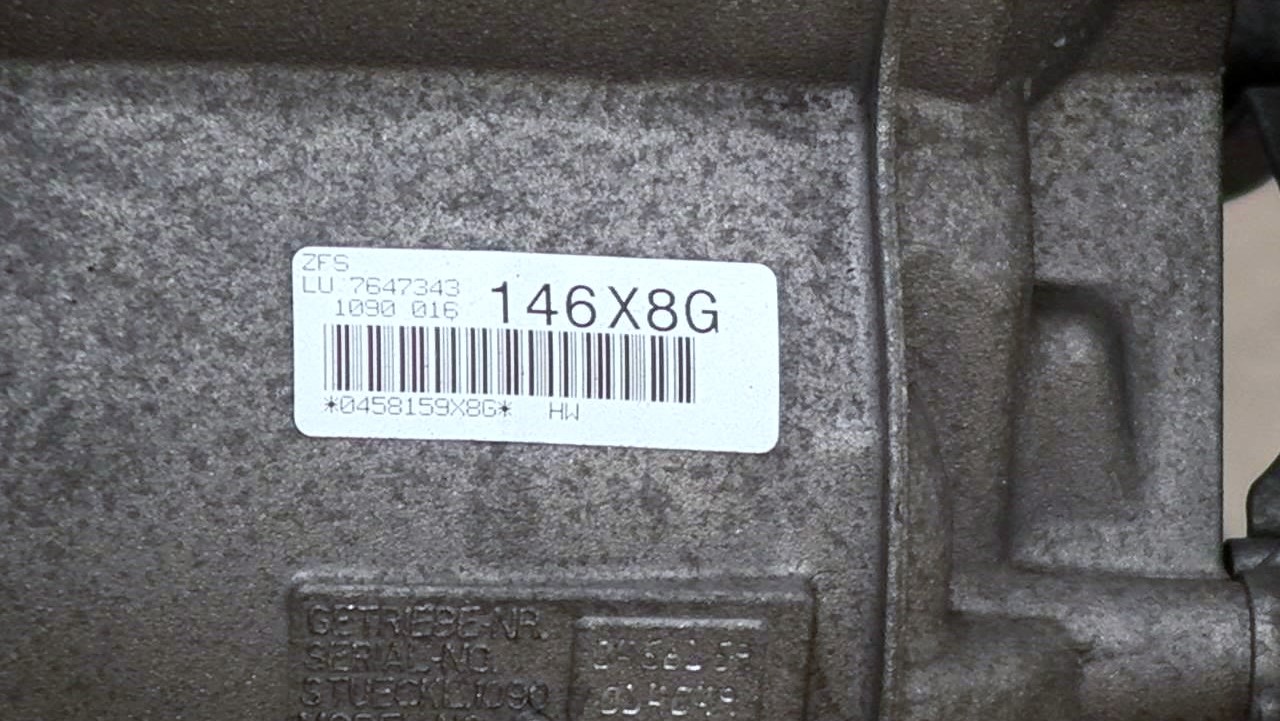 ZFS
LU 7647343
1090 016
146X8G
*0458159X8G* HW
GETRIEBE-NR.
SERIAL-NO.
STUECKL.1090